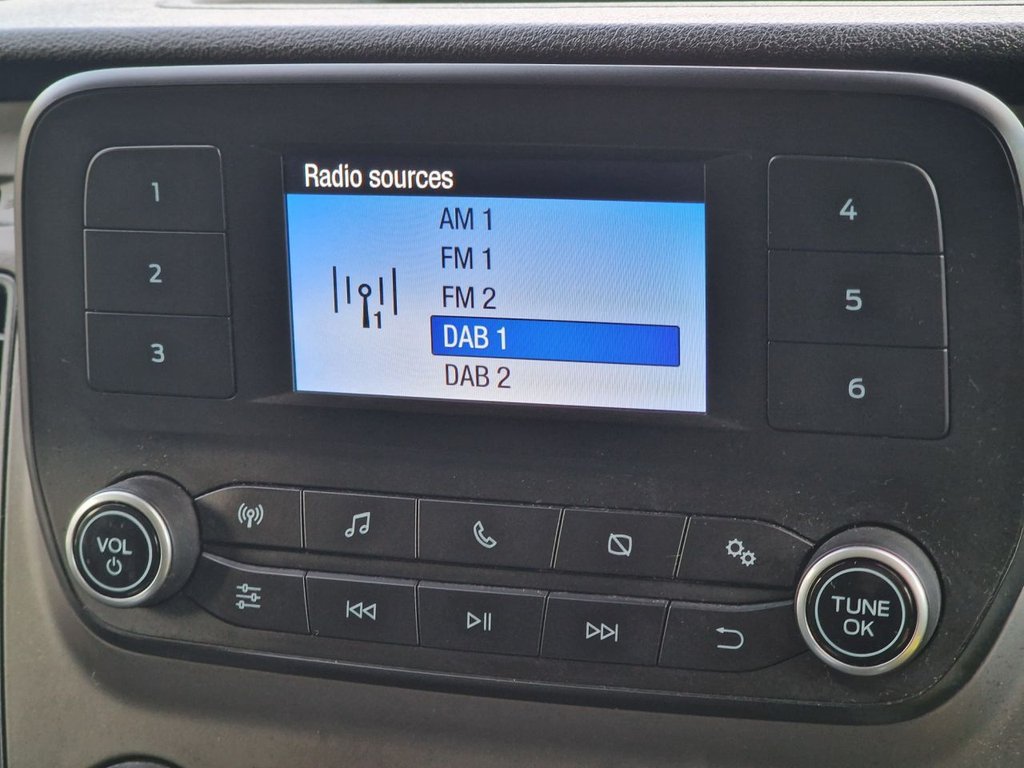 Radio sources
AM 1
FM 1
FM 2
DAB 1
DAB 2
1
1
2
3
4
5
6
VOL
TUNE
OK